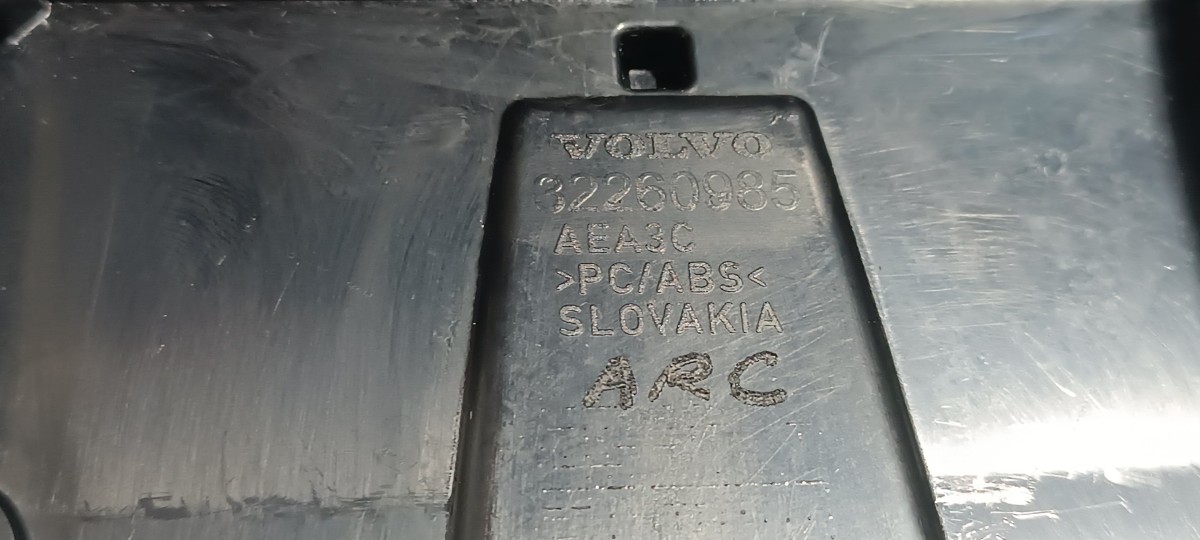 VOLVO
32260985
AEA3C
>PC/ABS<
SLOVAKIA
ARC